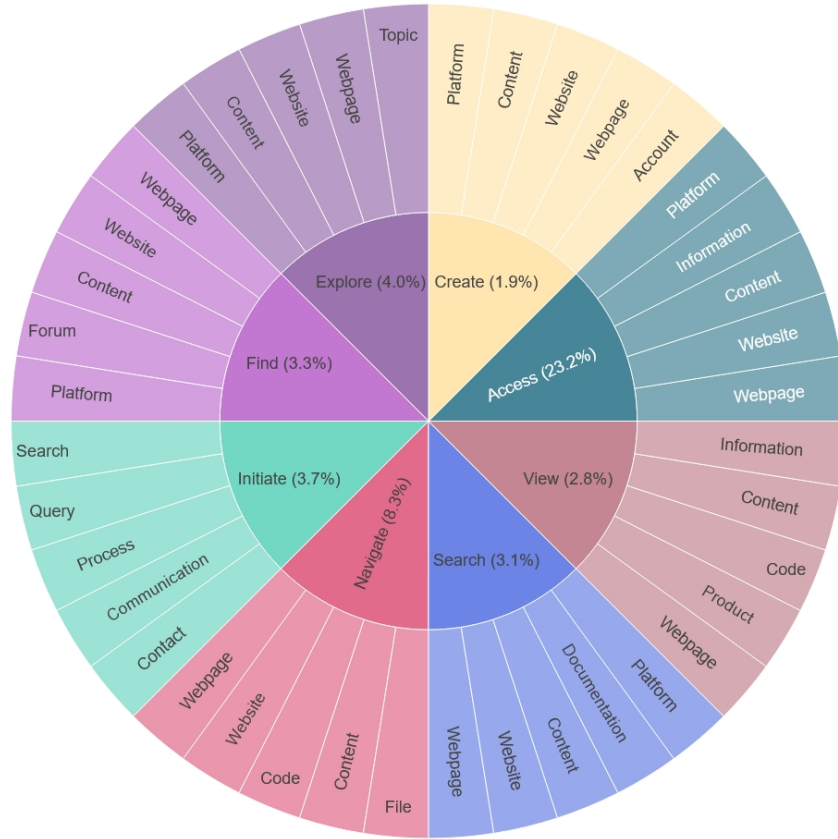 Create (1.9%)
Platform
Content
Website
Webpage
Account
Access (23.2%)
Platform
Information
Content
Website
Webpage
View (2.8%)
Information
Content
Code
Product
Webpage
Search (3.1%)
Platform
Documentation
Content
Website
Webpage
Navigate (8.3%)
File
Content
Code
Website
Webpage
Initiate (3.7%)
Contact
Communication
Process
Query
Search
Find (3.3%)
Platform
Forum
Content
Website
Webpage
Explore (4.0%)
Platform
Content
Website
Webpage
Topic